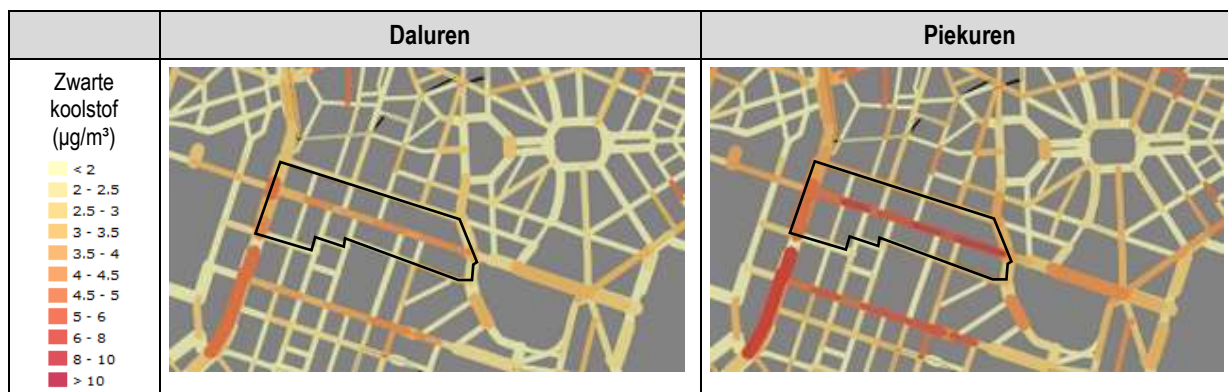 Daluren
Piekuren
Zwarte
koolstof
(µg/m³)
< 2
2 - 2.5
2.5 - 3
3 - 3.5
3.5 - 4
4 - 4.5
4.5 - 5
5 - 6
6 - 8
8 - 10
> 10